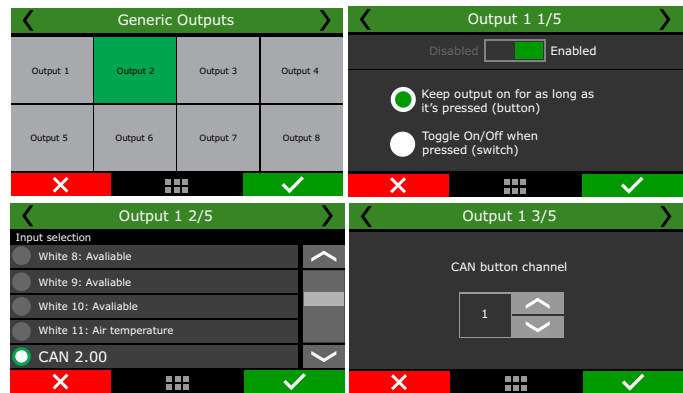 Generic Outputs
Output 1
Output 2
Output 3
Output 4
Output 5
Output 6
Output 7
Output 8
Output 1 1/5
Disabled
Enabled
Keep output on for as long as
it's pressed (button)
Toggle On/Off when
pressed (switch)
Output 1 2/5
Input selection
White 8: Avaliable
White 9: Avaliable
White 10: Avaliable
White 11: Air temperature
CAN 2.00
Output 1 3/5
CAN button channel
1